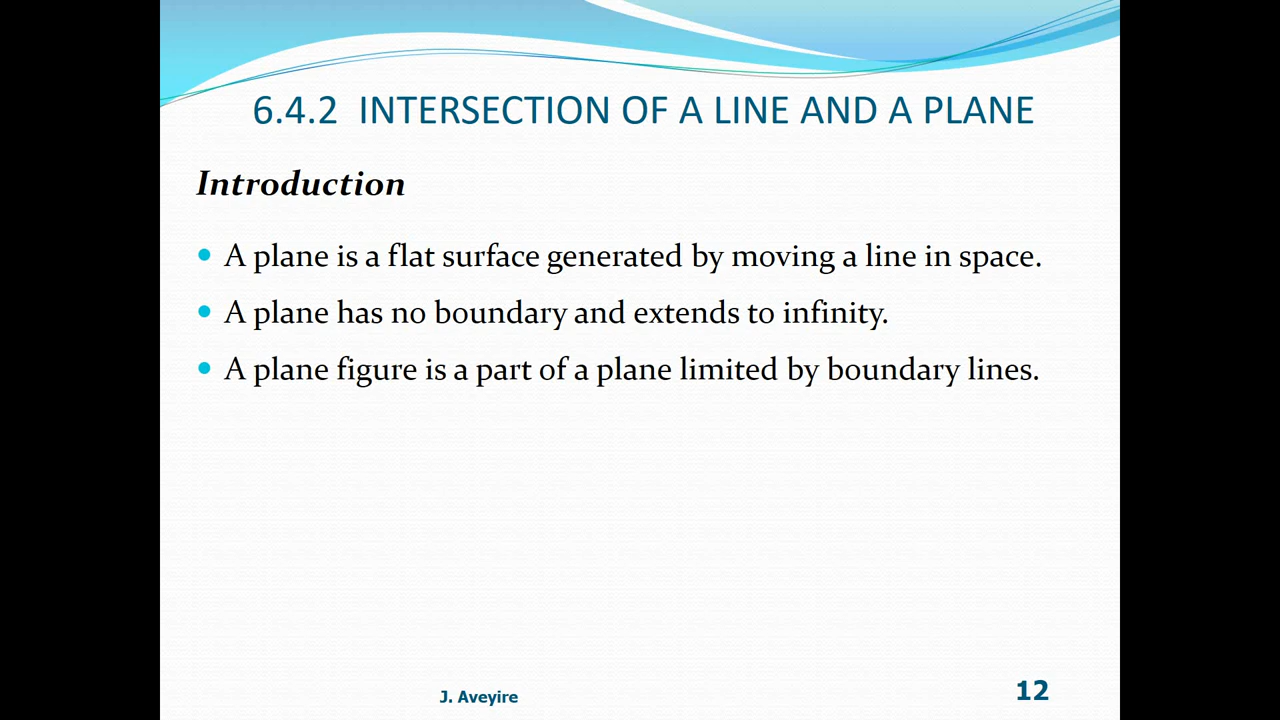 6.4.2 INTERSECTION OF A LINE AND A PLANE
Introduction
• A plane is a flat surface generated by moving a line in space.
• A plane has no boundary and extends to infinity.
• A plane figure is a part of a plane limited by boundary lines.
J. Aveyire
12